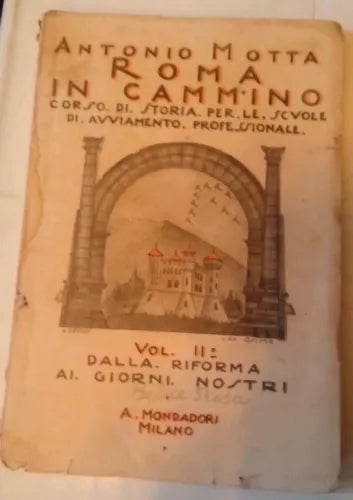 ANTONIO MOTTA
ROMA
IN CAMMINO
CORSO. DI. STORIA. PER. LE. SCUOLE
DI. AVVIAMENTO. PROFESSIONALE.
VOL. II:
DALLA. RIFORMA
AI. GIORNI. NOSTRI
A. MONDADORI
MILANO